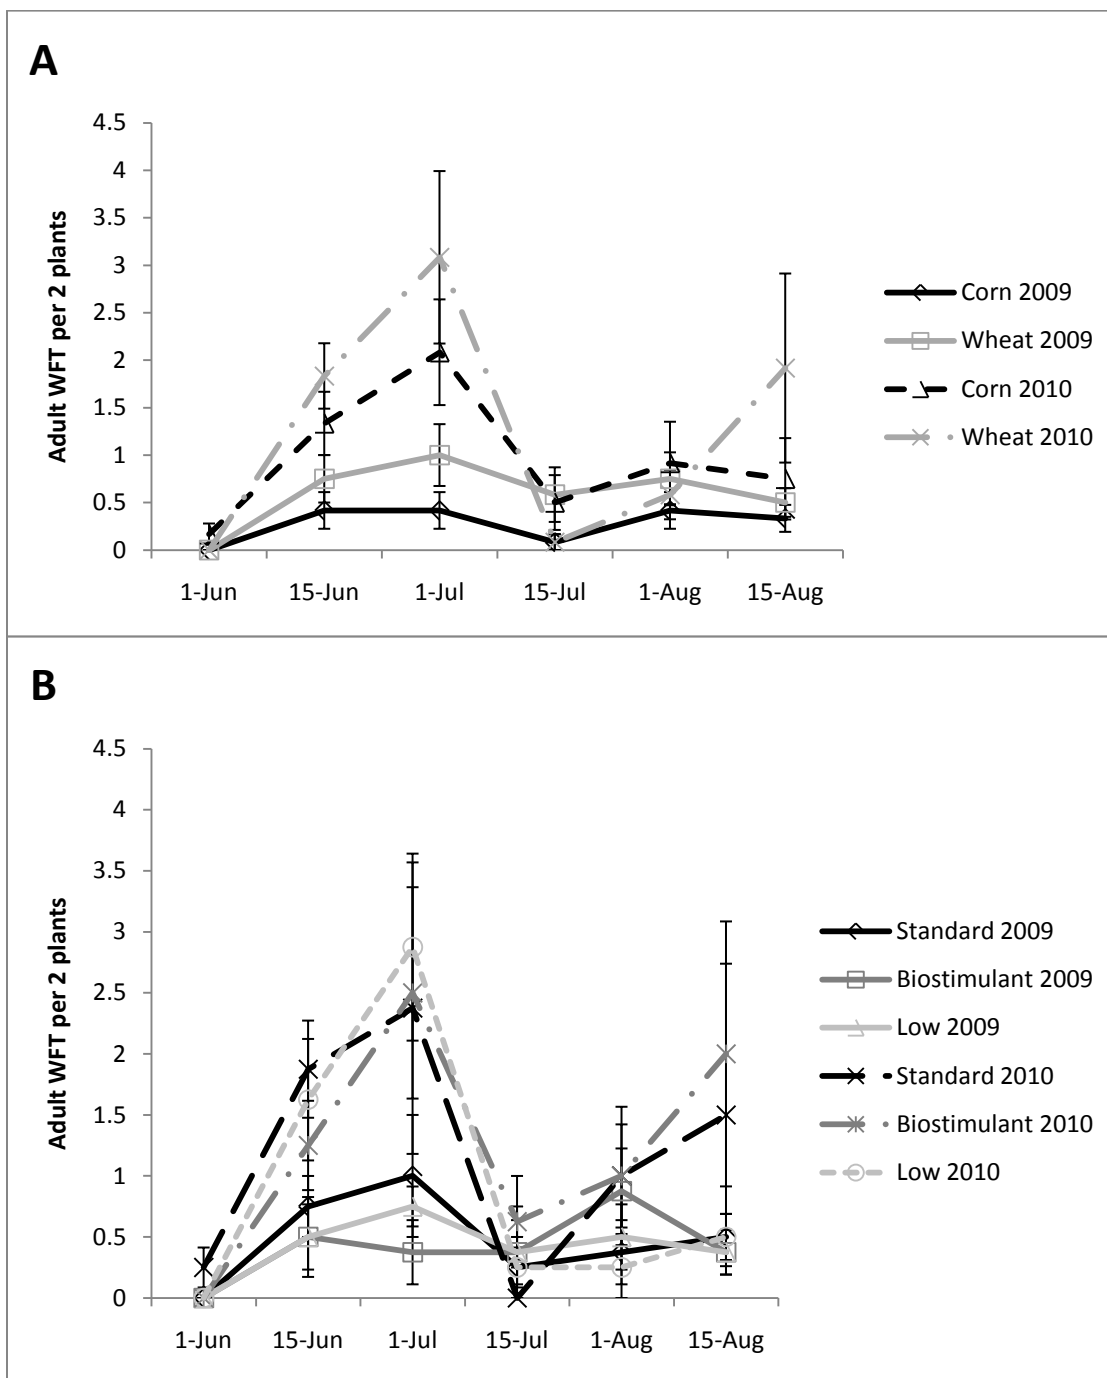 A
Adult WFT per 2 plants
4.5
4
3.5
3
2.5
2
1.5
1
0.5
0
1-Jun 15-Jun 1-Jul 15-Jul 1-Aug 15-Aug
Corn 2009
Wheat 2009
Corn 2010
Wheat 2010
B
Adult WFT per 2 plants
4.5
4
3.5
3
2.5
2
1.5
1
0.5
0
1-Jun 15-Jun 1-Jul 15-Jul 1-Aug 15-Aug
Standard 2009
Biostimulant 2009
Low 2009
Standard 2010
Biostimulant 2010
Low 2010